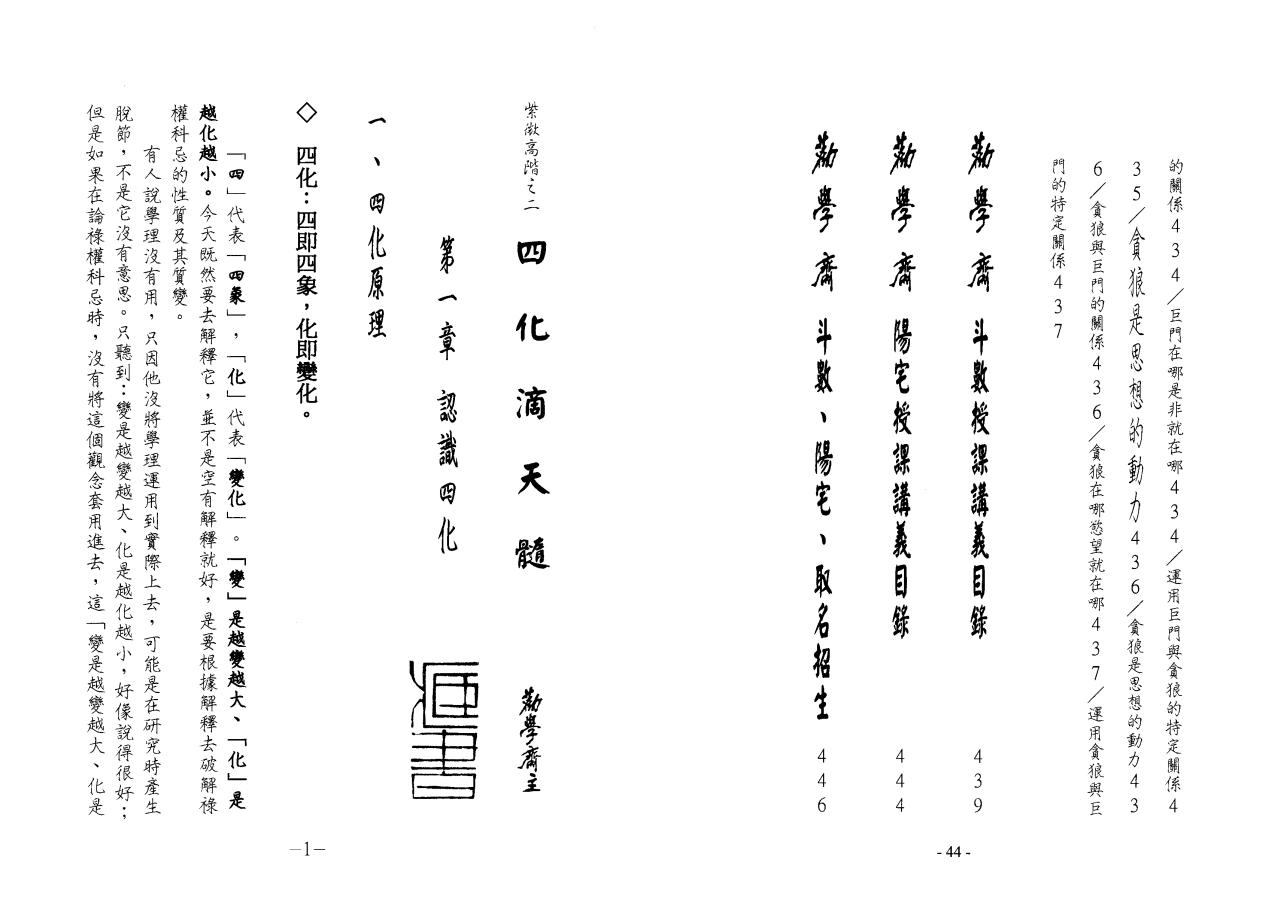 的關係434／巨門在哪是非就在哪434／運用巨門與貪狼的特定關係4
35／貪狼是思想的動力436／貪狼是思想的動力43
6／貪狼與巨門的關係436／貪狼在哪慾望就在哪437／運用貪狼與巨
門的特定關係437
勸學齋斗數授課講義目錄 439
勸學齋陽宅授課講義目錄 444
勸學齋斗數、陽宅、取名招生 446
- 44 -
紫微高階之二 四化滴天髓 勸學齋主
第一章 認識四化
一、四化原理
◇ 四化：四即四象，化即變化。
「四」代表「四象」，「化」代表「變化」。「變」是越變越大、「化」是
越化越小。今天既然要去解釋它，並不是空有解釋就好，是要根據解釋去破解祿
權科忌的性質及其質變。
有人說學理沒有用，只因他沒將學理運用到實際上去，可能是在研究時產生
脫節，不是它沒有意思。只聽到：變是越變越大、化是越化越小，好像說得很好；
但是如果在論祿權科忌時，沒有將這個觀念套用進去，這「變是越變越大、化是
—1—